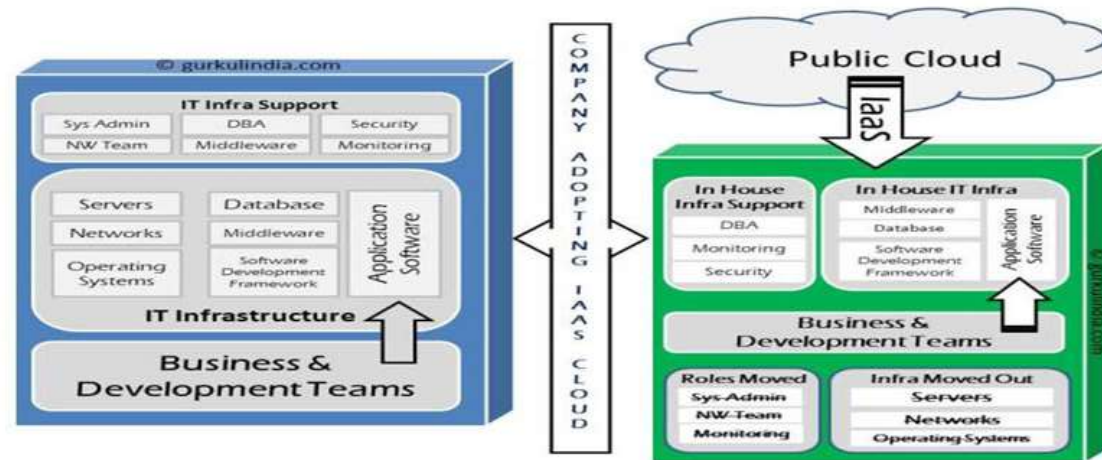 © gurkulindia.com
IT Infra Support
Sys Admin
DBA
Security
NW Team
Middleware
Monitoring
Servers
Database
Networks
Middleware
Operating
Systems
Software
Development
Framework
Application
Software
IT Infrastructure
Business &
Development Teams
COMPANY ADOPTING IAAS CLOUD
Public Cloud
IaaS
In House
Infra Support
DBA
Monitoring
Security
In House IT Infra
Middleware
Database
Software
Development
Framework
Application
Software
Business &
Development Teams
Roles Moved
Sys Admin
NW Team
Monitoring
Infra Moved Out
Servers
Networks
Operating Systems
© gurukulindia.com